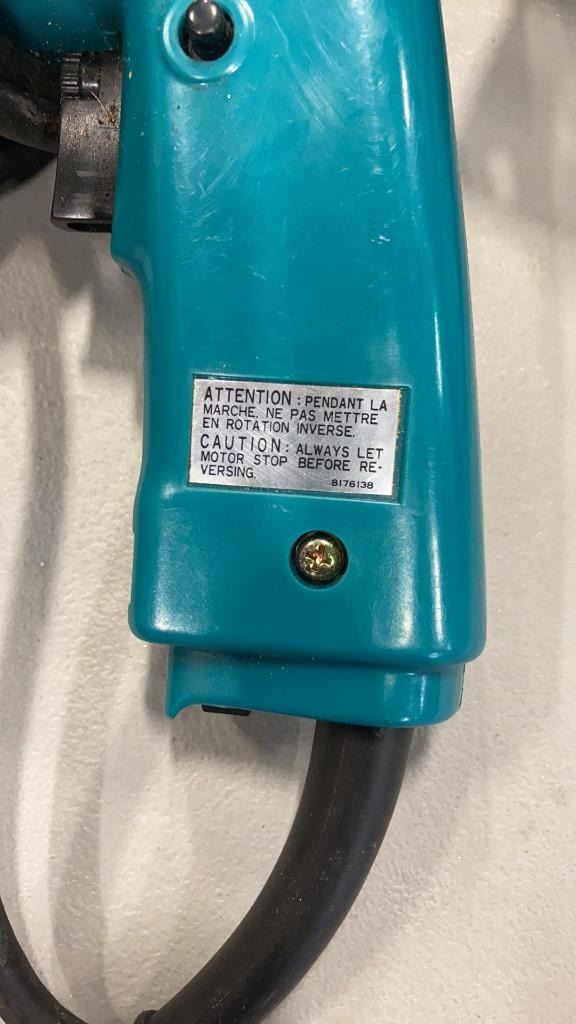 ATTENTION : PENDANT LA
MARCHE. NE PAS METTRE
EN ROTATION INVERSE.
CAUTION : ALWAYS LET
MOTOR STOP BEFORE RE-
VERSING.
8176138